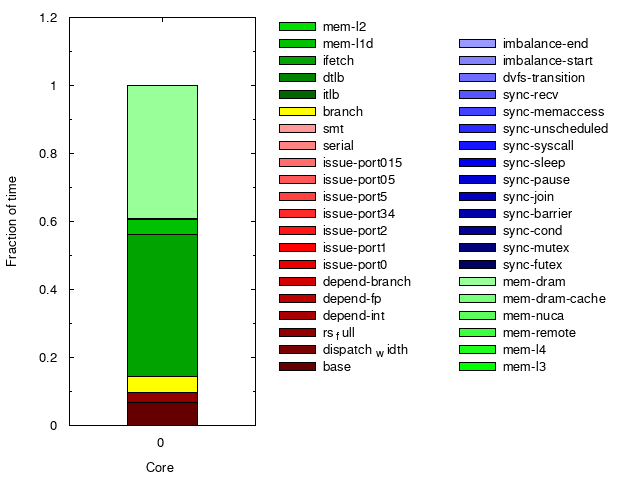 1.2
1
0.8
0.6
0.4
0.2
0
Fraction of time
0
Core
mem-l2
mem-l1d
ifetch
dtlb
itlb
branch
smt
serial
issue-port015
issue-port05
issue-port5
issue-port34
issue-port2
issue-port1
issue-port0
depend-branch
depend-fp
depend-int
rs f ull
dispatch w idth
base
imbalance-end
imbalance-start
dvfs-transition
sync-recv
sync-memaccess
sync-unscheduled
sync-syscall
sync-sleep
sync-pause
sync-join
sync-barrier
sync-cond
sync-mutex
sync-futex
mem-dram
mem-dram-cache
mem-nuca
mem-remote
mem-l4
mem-l3